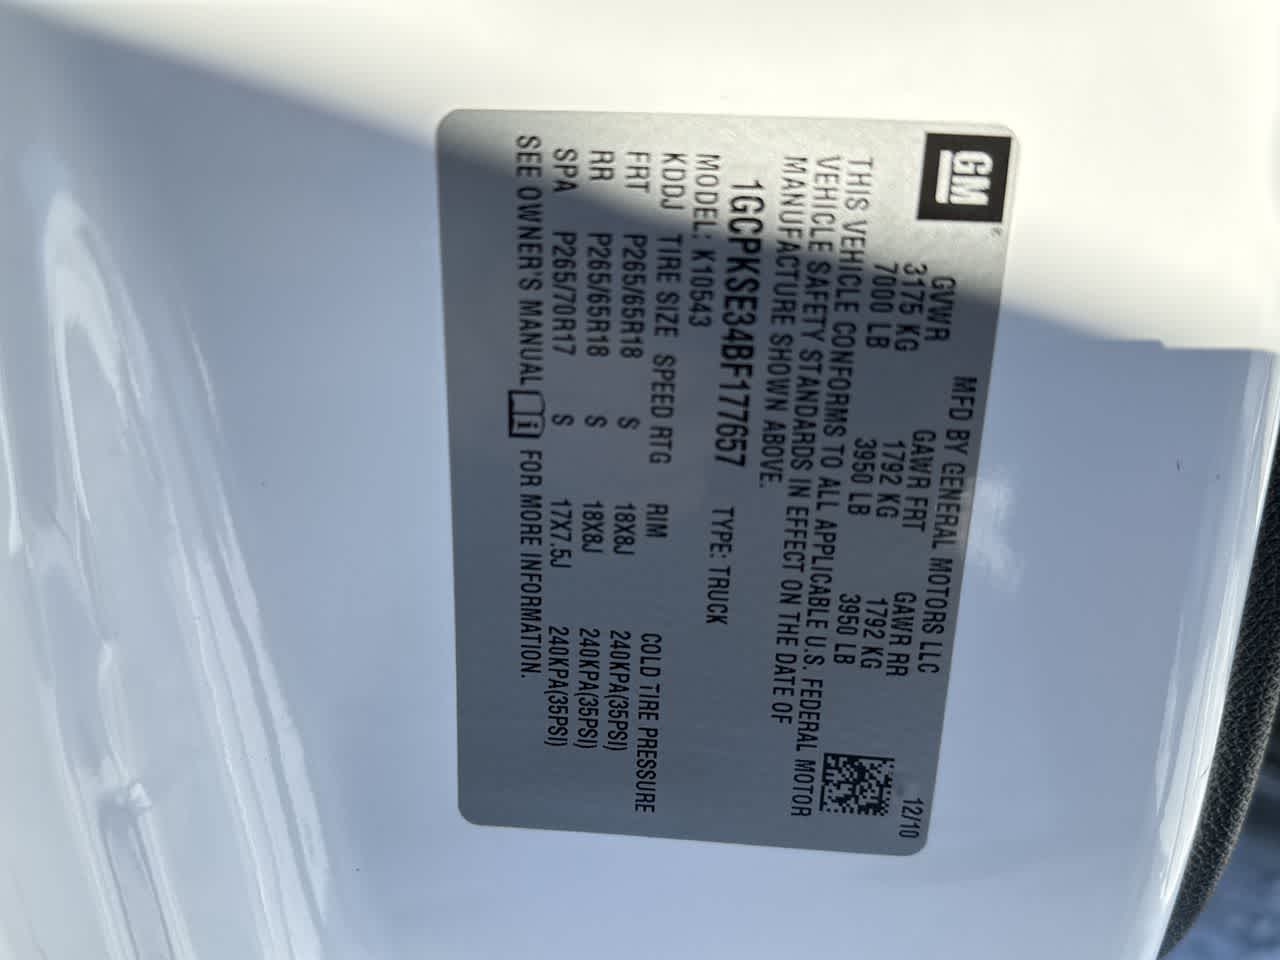 GM
MFD BY GENERAL MOTORS LLC 12/10
GVWR GAWR FRT GAWR RR
3175 KG 1792 KG 1792 KG
7000 LB 3950 LB 3950 LB
THIS VEHICLE CONFORMS TO ALL APPLICABLE U.S. FEDERAL MOTOR
VEHICLE SAFETY STANDARDS IN EFFECT ON THE DATE OF
MANUFACTURE SHOWN ABOVE.
1GCPKSE34BF177657 TYPE: TRUCK
MODEL: K10543
KDDJ TIRE SIZE SPEED RTG RIM COLD TIRE PRESSURE
FRT P265/65R18 S 18X8J 240KPA(35PSI)
RR P265/65R18 S 18X8J 240KPA(35PSI)
SPA P265/70R17 S 17X7.5J 240KPA(35PSI)
SEE OWNER'S MANUAL i FOR MORE INFORMATION.